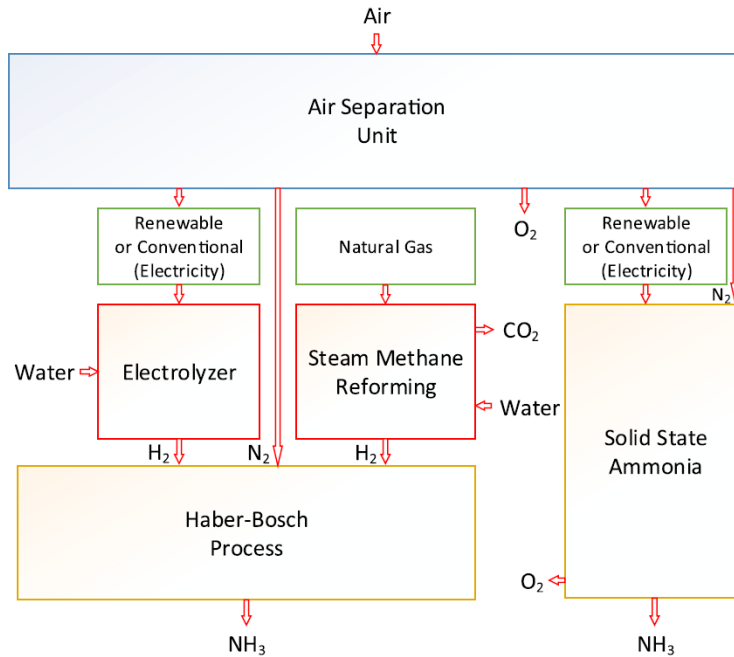 Air
Air Separation
Unit
Renewable
or Conventional
(Electricity)
Natural Gas
O₂
Renewable
or Conventional
(Electricity)
N₂
CO₂
Water
Electrolyzer
Steam Methane
Reforming
Water
Solid State
Ammonia
H₂
N₂
H₂
Haber-Bosch
Process
O₂
NH₃
NH₃